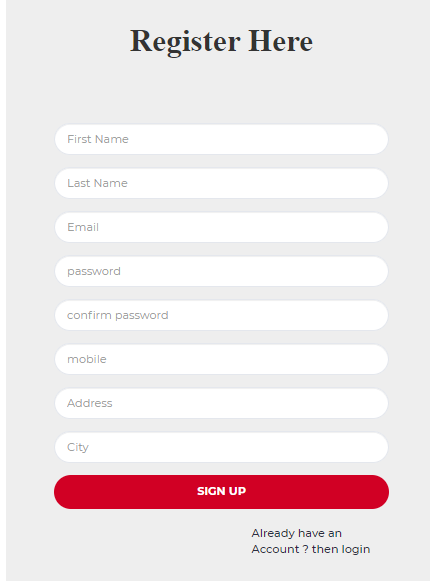 Register Here
First Name
Last Name
Email
password
confirm password
mobile
Address
City
SIGN UP
Already have an
Account ? then login